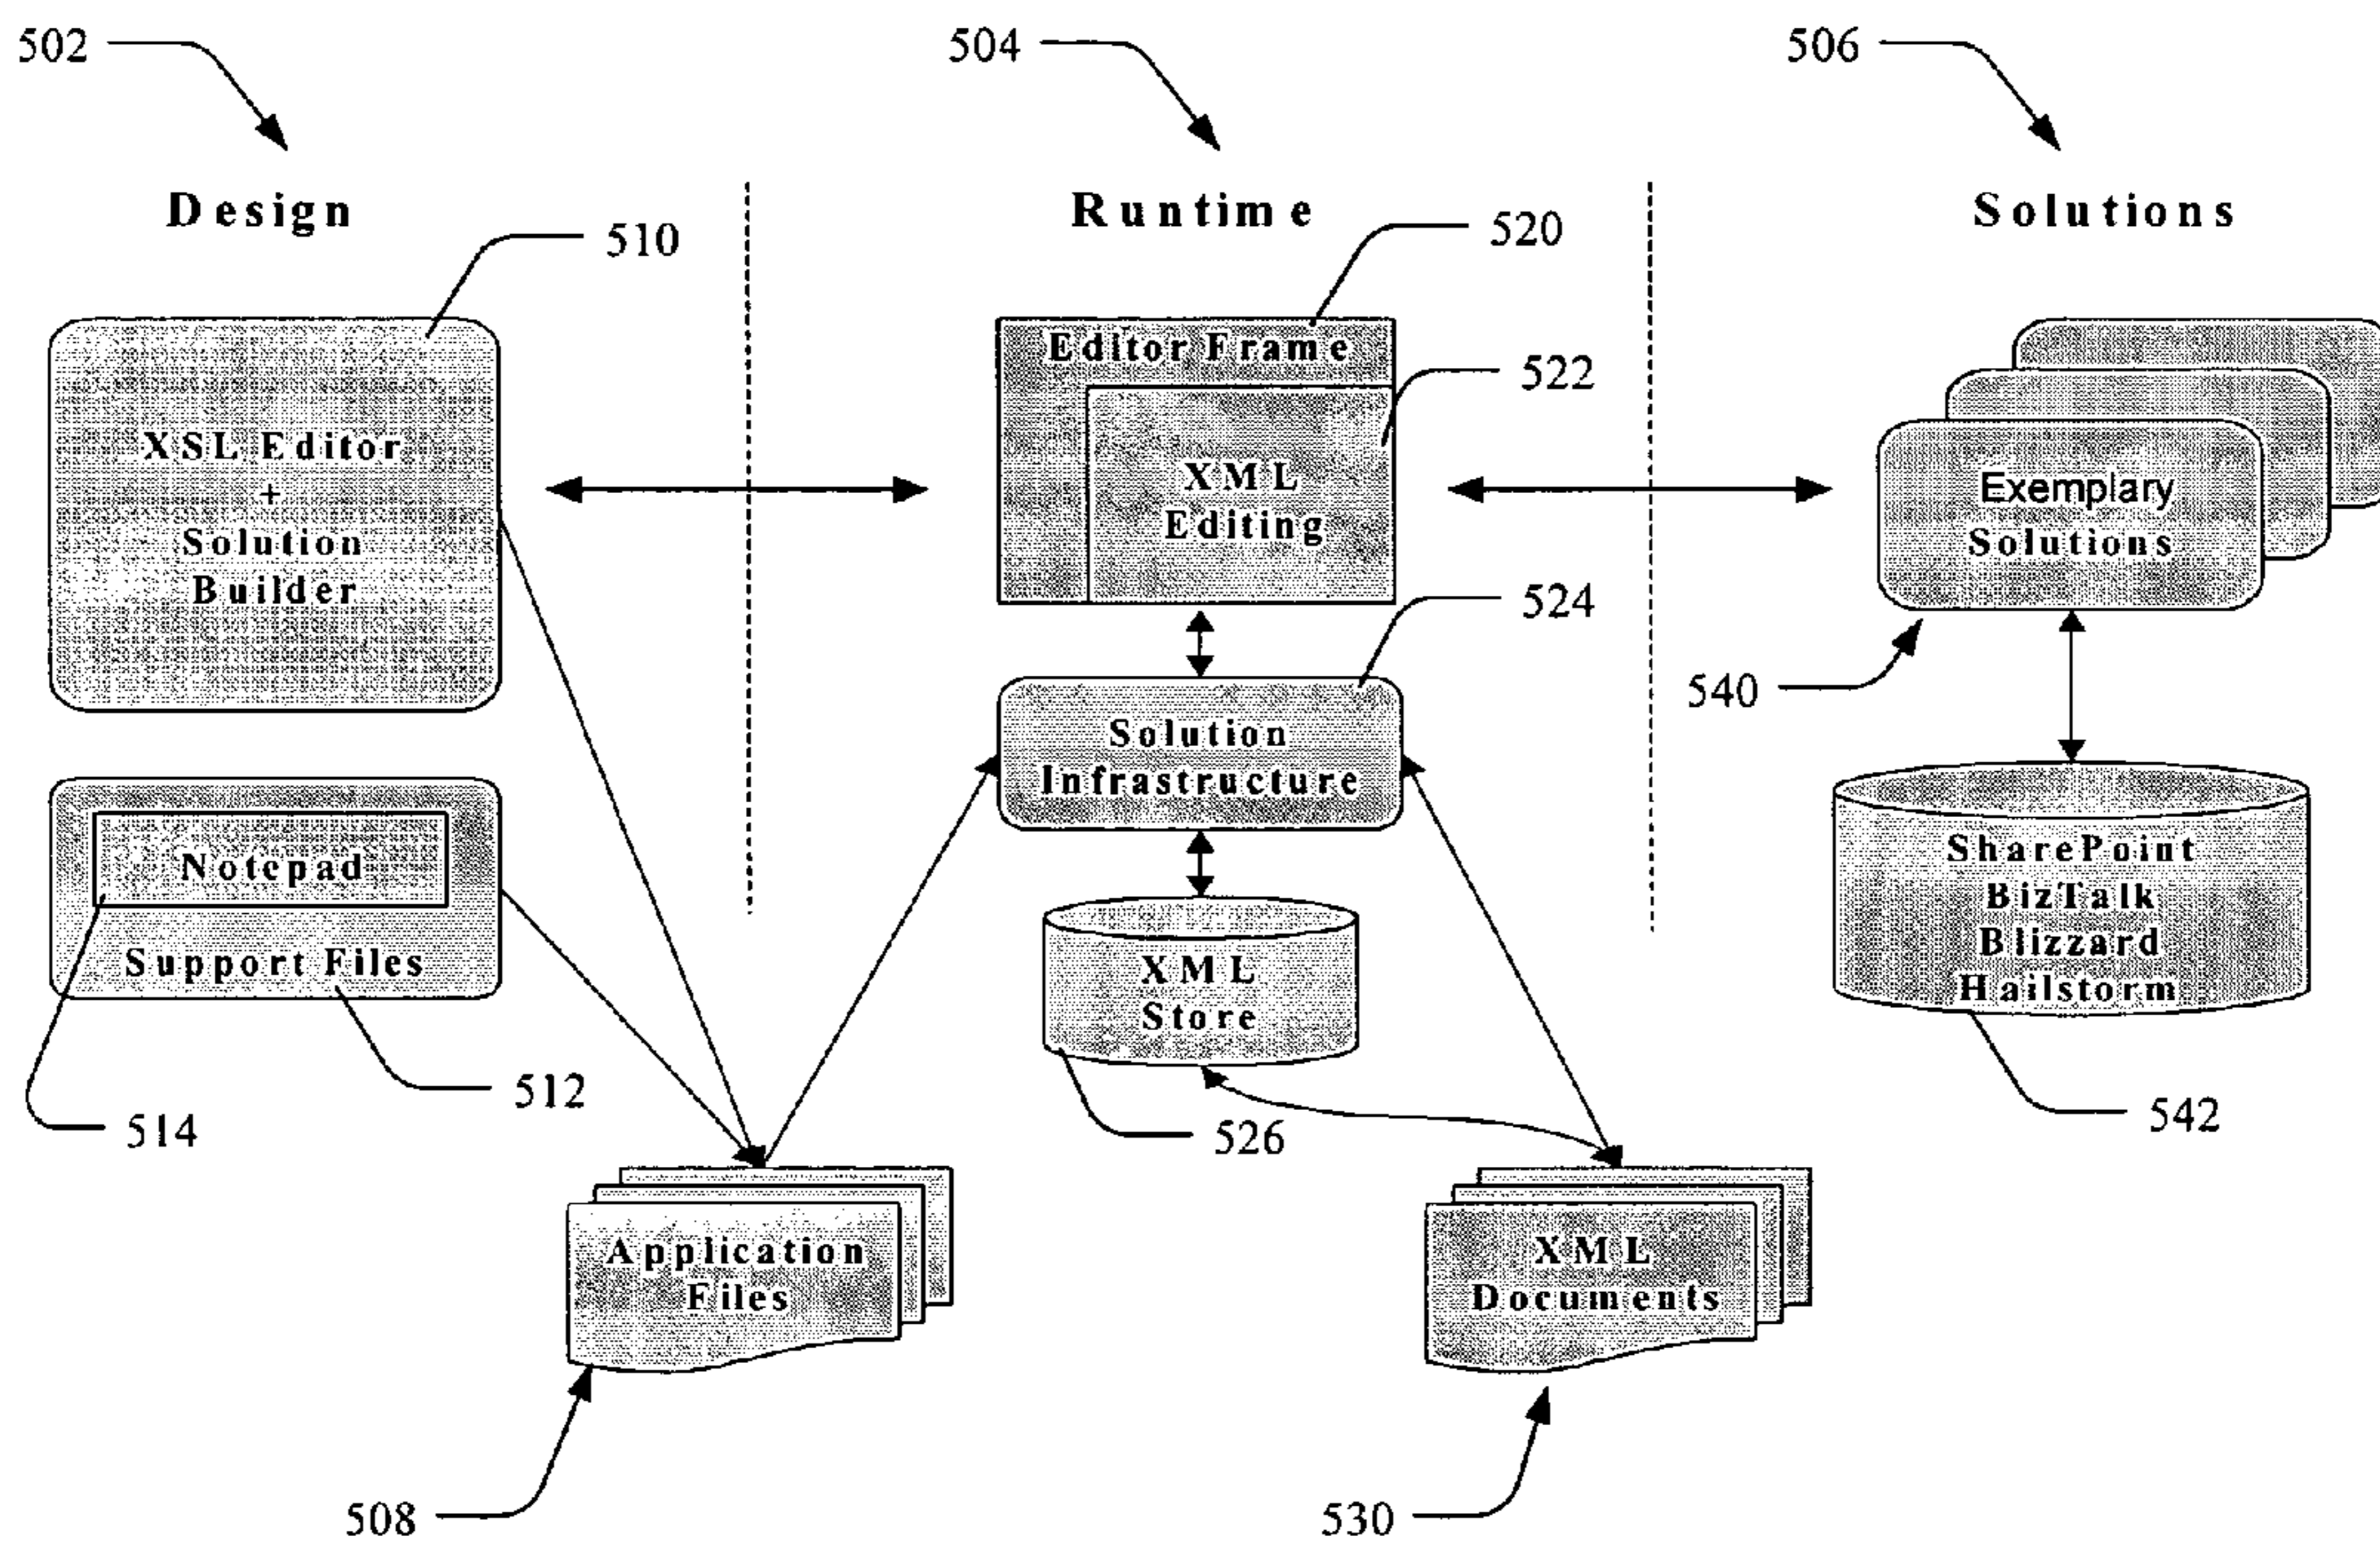 502
504
506
Design
Runtime
Solutions
510
520
Editor Frame
522
XSL Editor
+
Solution
Builder
XML
Editing
Exemplary
Solutions
524
540
Solution
Infrastructure
Notepad
Support Files
SharePoint
BizTalk
Blizzard
Hailstorm
XML
Store
512
514
526
542
Application
Files
XML
Documents
508
530